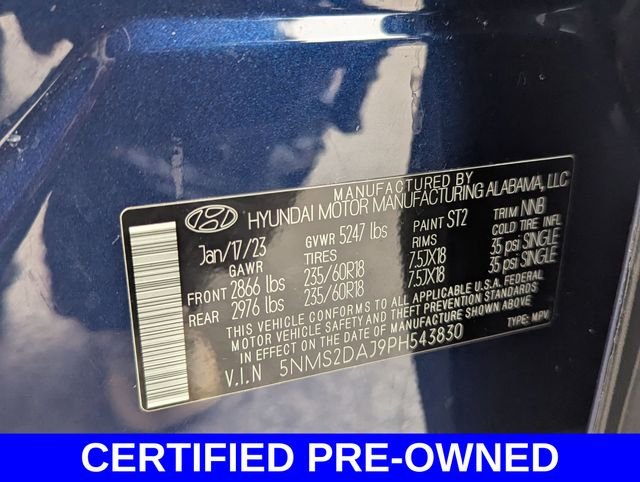 MANUFACTURED BY
HYUNDAI MOTOR MANUFACTURING ALABAMA, LLC
Jan/17/23 GVWR 5247 lbs PAINT ST2 TRIM NNB
GAWR TIRES RIMS COLD TIRE INFL
FRONT 2866 lbs 235/60R18 7.5JX18 35 psi SINGLE
REAR 2976 lbs 235/60R18 7.5JX18 35 psi SINGLE
THIS VEHICLE CONFORMS TO ALL APPLICABLE U.S.A. FEDERAL
MOTOR VEHICLE SAFETY AND THEFT PREVENTION STANDARDS
IN EFFECT ON THE DATE OF MANUFACTURE SHOWN ABOVE.
V.I.N 5NMS2DAJ9PH543830 TYPE: MPV
CERTIFIED PRE-OWNED